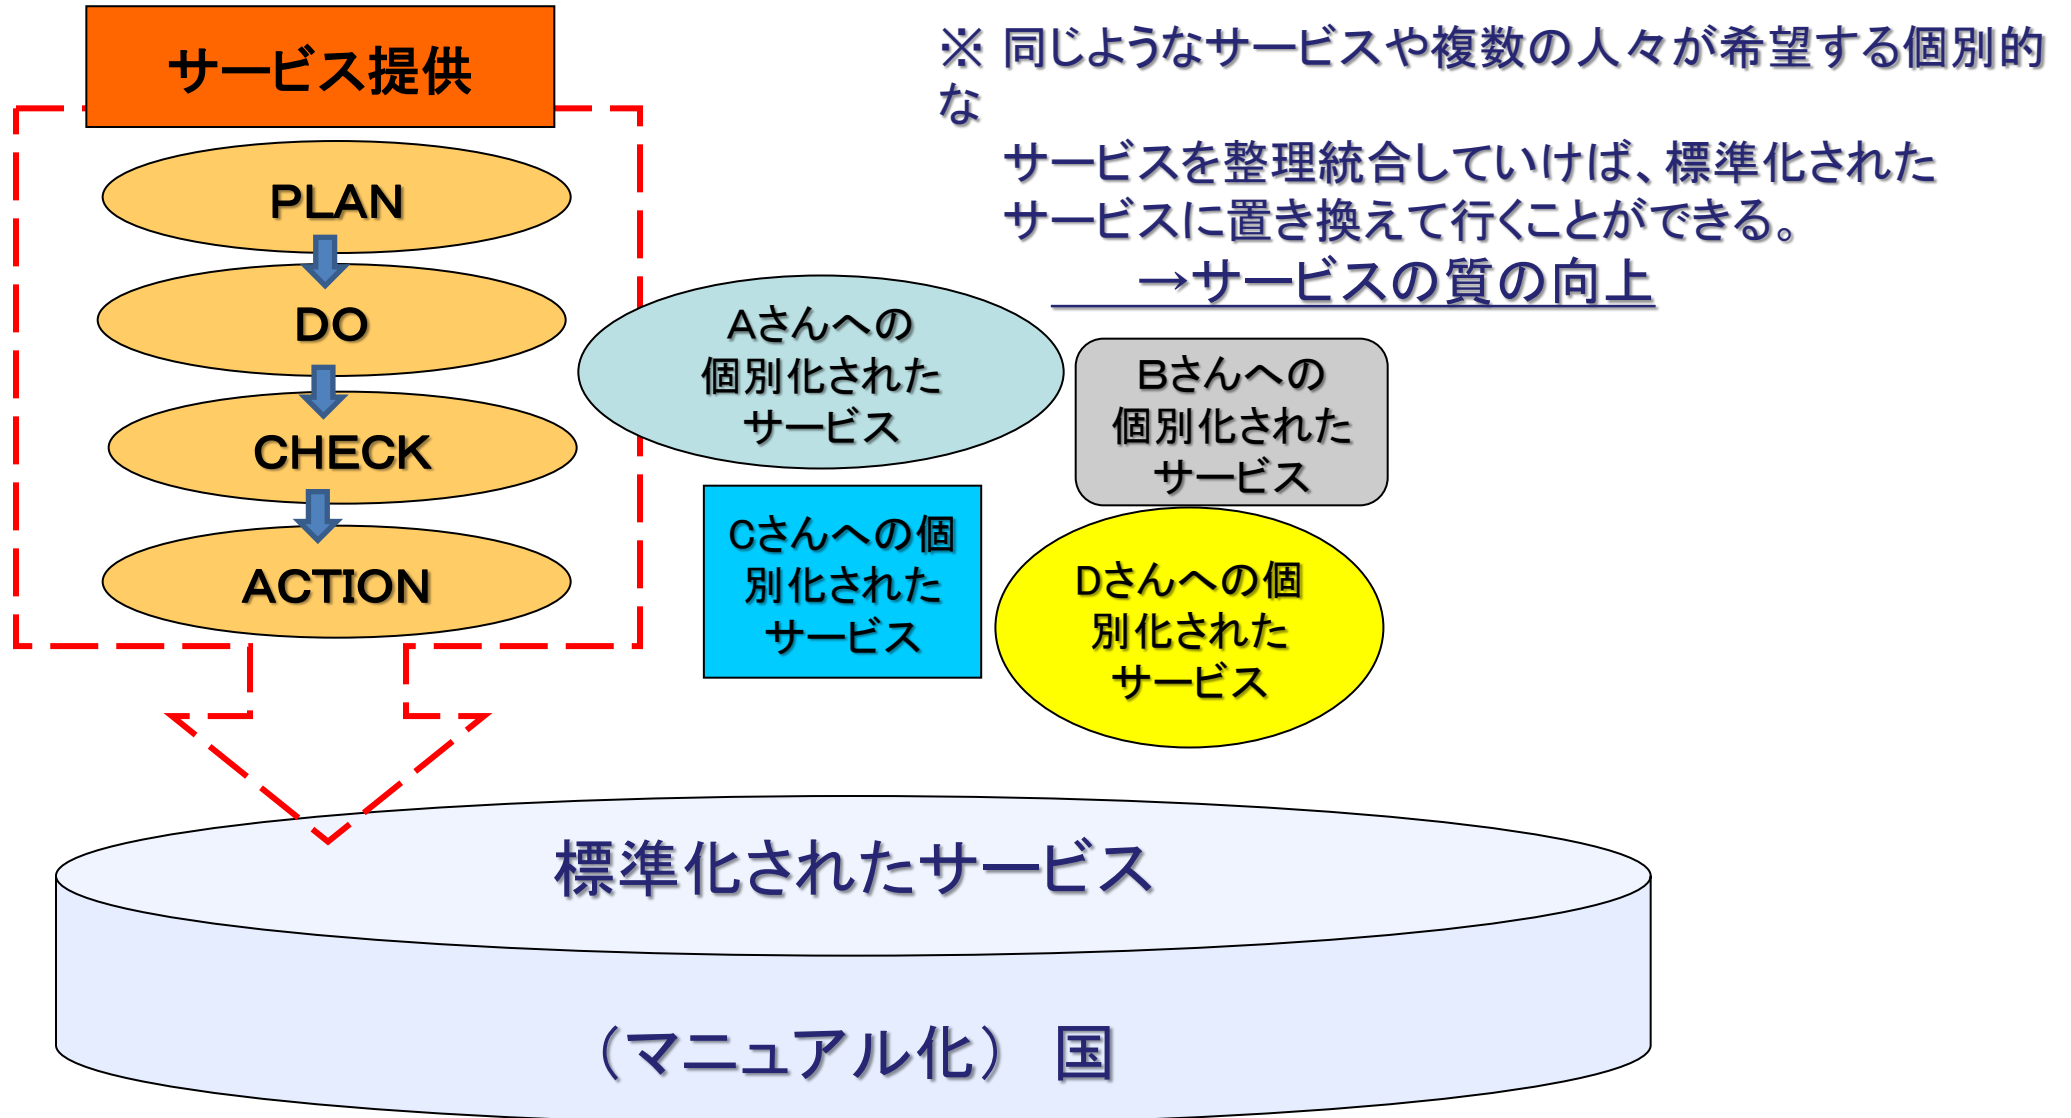 サービス提供
PLAN
DO
CHECK
ACTION
※ 同じようなサービスや複数の人々が希望する個別的
な
サービスを整理統合していけば、標準化された
サービスに置き換えて行くことができる。
→サービスの質の向上
Aさんへの
個別化された
サービス
Bさんへの
個別化された
サービス
Cさんへの個
別化された
サービス
Dさんへの個
別化された
サービス
標準化されたサービス
（マニュアル化）　国